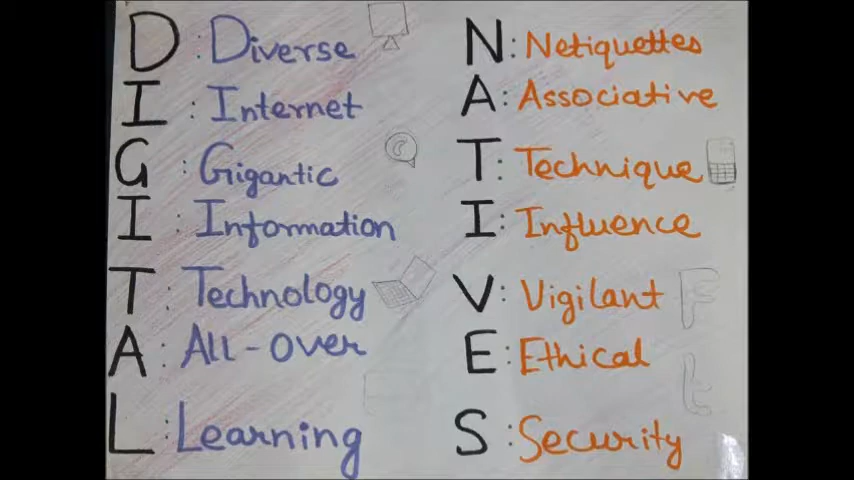 D : Diverse
I : Internet
G : Gigantic
I : Information
T : Technology
A : All-over
L : Learning
N : Netiquettes
A : Associative
T : Technique
I : Influence
V : Vigilant
E : Ethical
S : Security
F
t